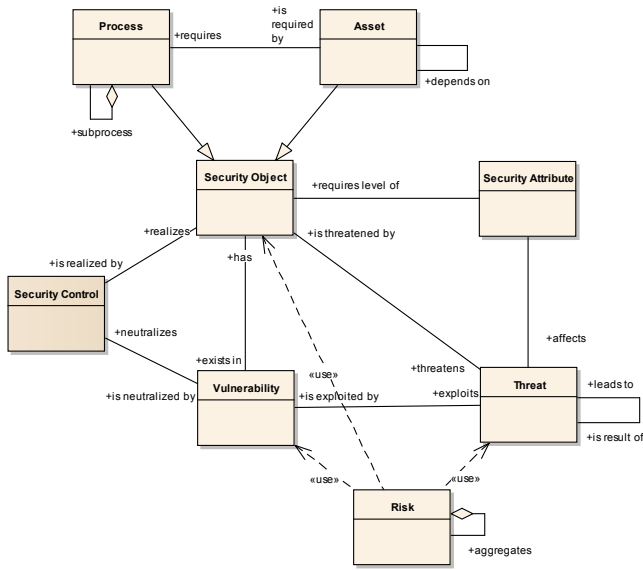 Process
+requires
+is
required
by
Asset
+depends on
+subprocess
Security Object
+requires level of
Security Attribute
+realizes
+has
+is threatened by
+is realized by
Security Control
+neutralizes
+affects
+exists in
«use»
+threatens
+is neutralized by
Vulnerability
+is exploited by
+exploits
Threat
+leads to
+is result of
«use»
«use»
Risk
+aggregates